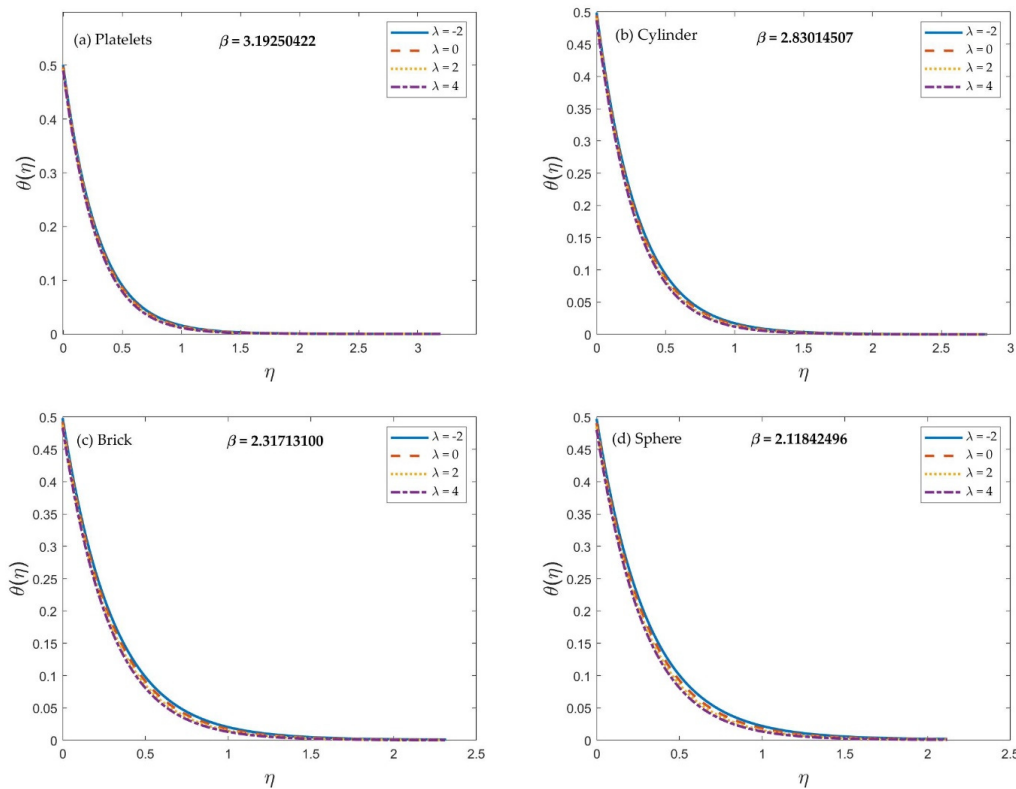 (a) Platelets
β = 3.19250422
λ = -2
λ = 0
λ = 2
λ = 4
0.5
0.4
0.3
0.2
0.1
0
θ(η)
0 0.5 1 1.5 2 2.5 3
η
(b) Cylinder
β = 2.83014507
λ = -2
λ = 0
λ = 2
λ = 4
0.5
0.45
0.4
0.35
0.3
0.25
0.2
0.15
0.1
0.05
0
θ(η)
0 0.5 1 1.5 2 2.5 3
η
(c) Brick
β = 2.31713100
λ = -2
λ = 0
λ = 2
λ = 4
0.5
0.45
0.4
0.35
0.3
0.25
0.2
0.15
0.1
0.05
0
θ(η)
0 0.5 1 1.5 2 2.5
η
(d) Sphere
β = 2.11842496
λ = -2
λ = 0
λ = 2
λ = 4
0.5
0.45
0.4
0.35
0.3
0.25
0.2
0.15
0.1
0.05
0
θ(η)
0 0.5 1 1.5 2 2.5
η